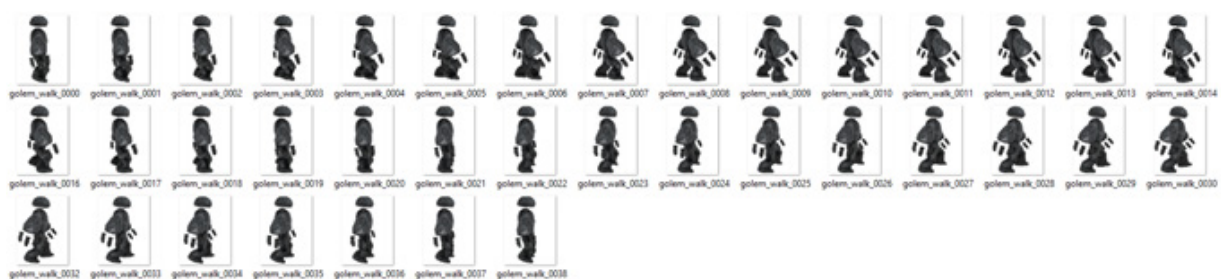 golem_walk_0000 golem_walk_0001 golem_walk_0002 golem_walk_0003 golem_walk_0004 golem_walk_0005 golem_walk_0006 golem_walk_0007 golem_walk_0008 golem_walk_0009 golem_walk_0010 golem_walk_0011 golem_walk_0012 golem_walk_0013 golem_walk_0014
golem_walk_0016 golem_walk_0017 golem_walk_0018 golem_walk_0019 golem_walk_0020 golem_walk_0021 golem_walk_0022 golem_walk_0023 golem_walk_0024 golem_walk_0025 golem_walk_0026 golem_walk_0027 golem_walk_0028 golem_walk_0029 golem_walk_0030
golem_walk_0032 golem_walk_0033 golem_walk_0034 golem_walk_0035 golem_walk_0036 golem_walk_0037 golem_walk_0038